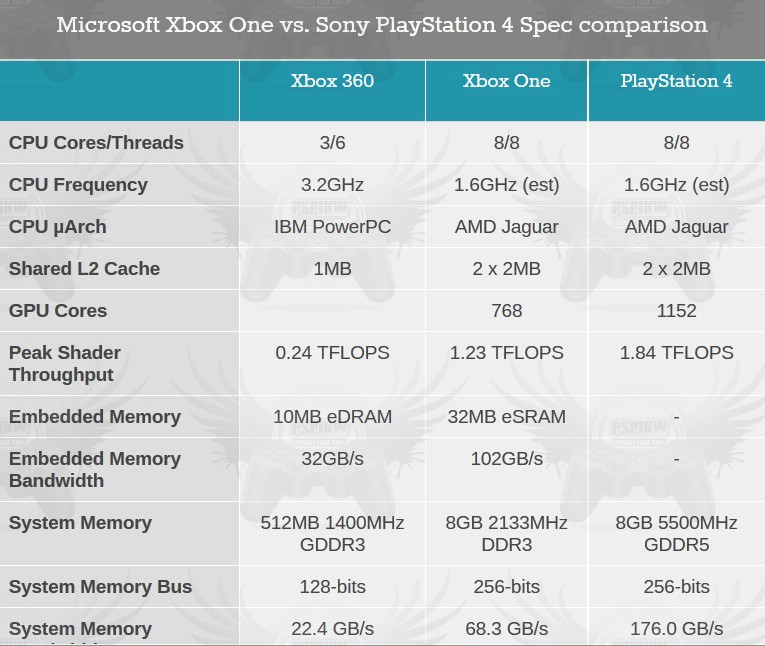 Microsoft Xbox One vs. Sony PlayStation 4 Spec comparison
Xbox 360 Xbox One PlayStation 4
CPU Cores/Threads 3/6 8/8 8/8
CPU Frequency 3.2GHz 1.6GHz (est) 1.6GHz (est)
CPU µArch IBM PowerPC AMD Jaguar AMD Jaguar
Shared L2 Cache 1MB 2 x 2MB 2 x 2MB
GPU Cores 768 1152
Peak Shader 0.24 TFLOPS 1.23 TFLOPS 1.84 TFLOPS
Throughput
Embedded Memory 10MB eDRAM 32MB eSRAM -
Embedded Memory 32GB/s 102GB/s -
Bandwidth
System Memory 512MB 1400MHz 8GB 2133MHz 8GB 5500MHz
GDDR3 DDR3 GDDR5
System Memory Bus 128-bits 256-bits 256-bits
System Memory 22.4 GB/s 68.3 GB/s 176.0 GB/s